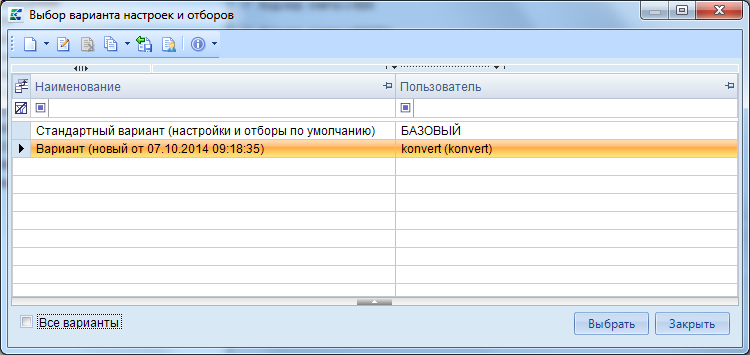 Выбор варианта настроек и отборов
Наименование Пользователь
Стандартный вариант (настройки и отборы по умолчанию) БАЗОВЫЙ
Вариант (новый от 07.10.2014 09:18:35) konvert (konvert)
Все варианты Выбрать Закрыть